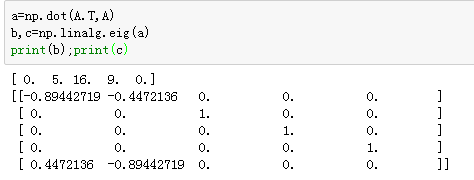 a=np.dot(A.T,A)
b,c=np.linalg.eig(a)
print(b);print(c)
[ 0.  5. 16.  9.  0.]
[[-0.89442719 -0.4472136   0.          0.          0.        ]
 [ 0.          0.          1.          0.          0.        ]
 [ 0.          0.          0.          1.          0.        ]
 [ 0.          0.          0.          0.          1.        ]
 [ 0.4472136  -0.89442719  0.          0.          0.        ]]